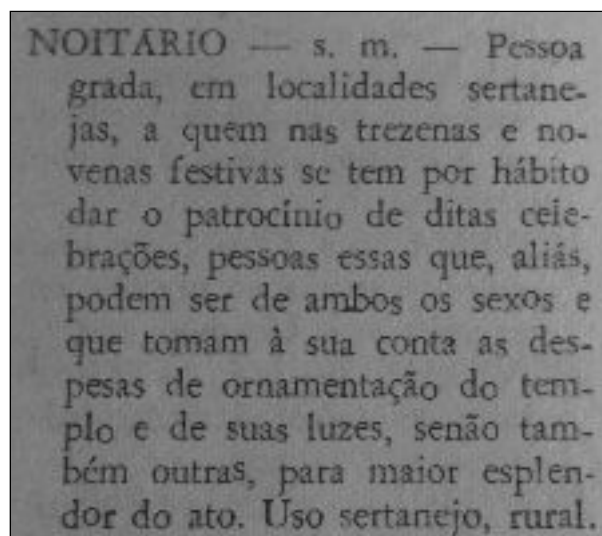 NOITÁRIO — s. m. — Pessoa
grada, em localidades sertane-
jas, a quem nas trezenas e no-
venas festivas se tem por hábito
dar o patrocínio de ditas cele-
brações, pessoas essas que, aliás,
podem ser de ambos os sexos e
que tomam à sua conta as des-
pesas de ornamentação do tem-
plo e de suas luzes, senão tam-
bém outras, para maior esplen-
dor do ato. Uso sertanejo, rural.